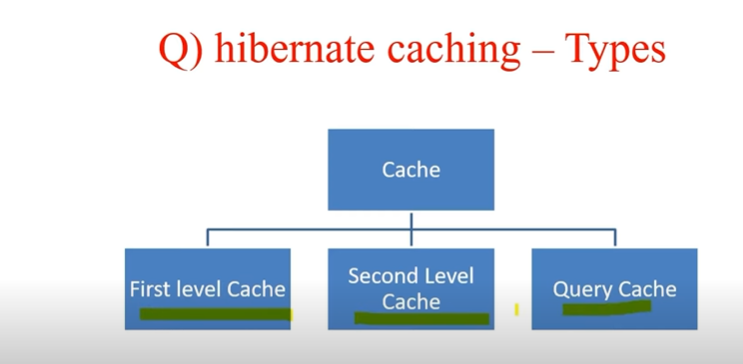 Q) hibernate caching – Types
Cache
First level Cache
Second Level
Cache
Query Cache